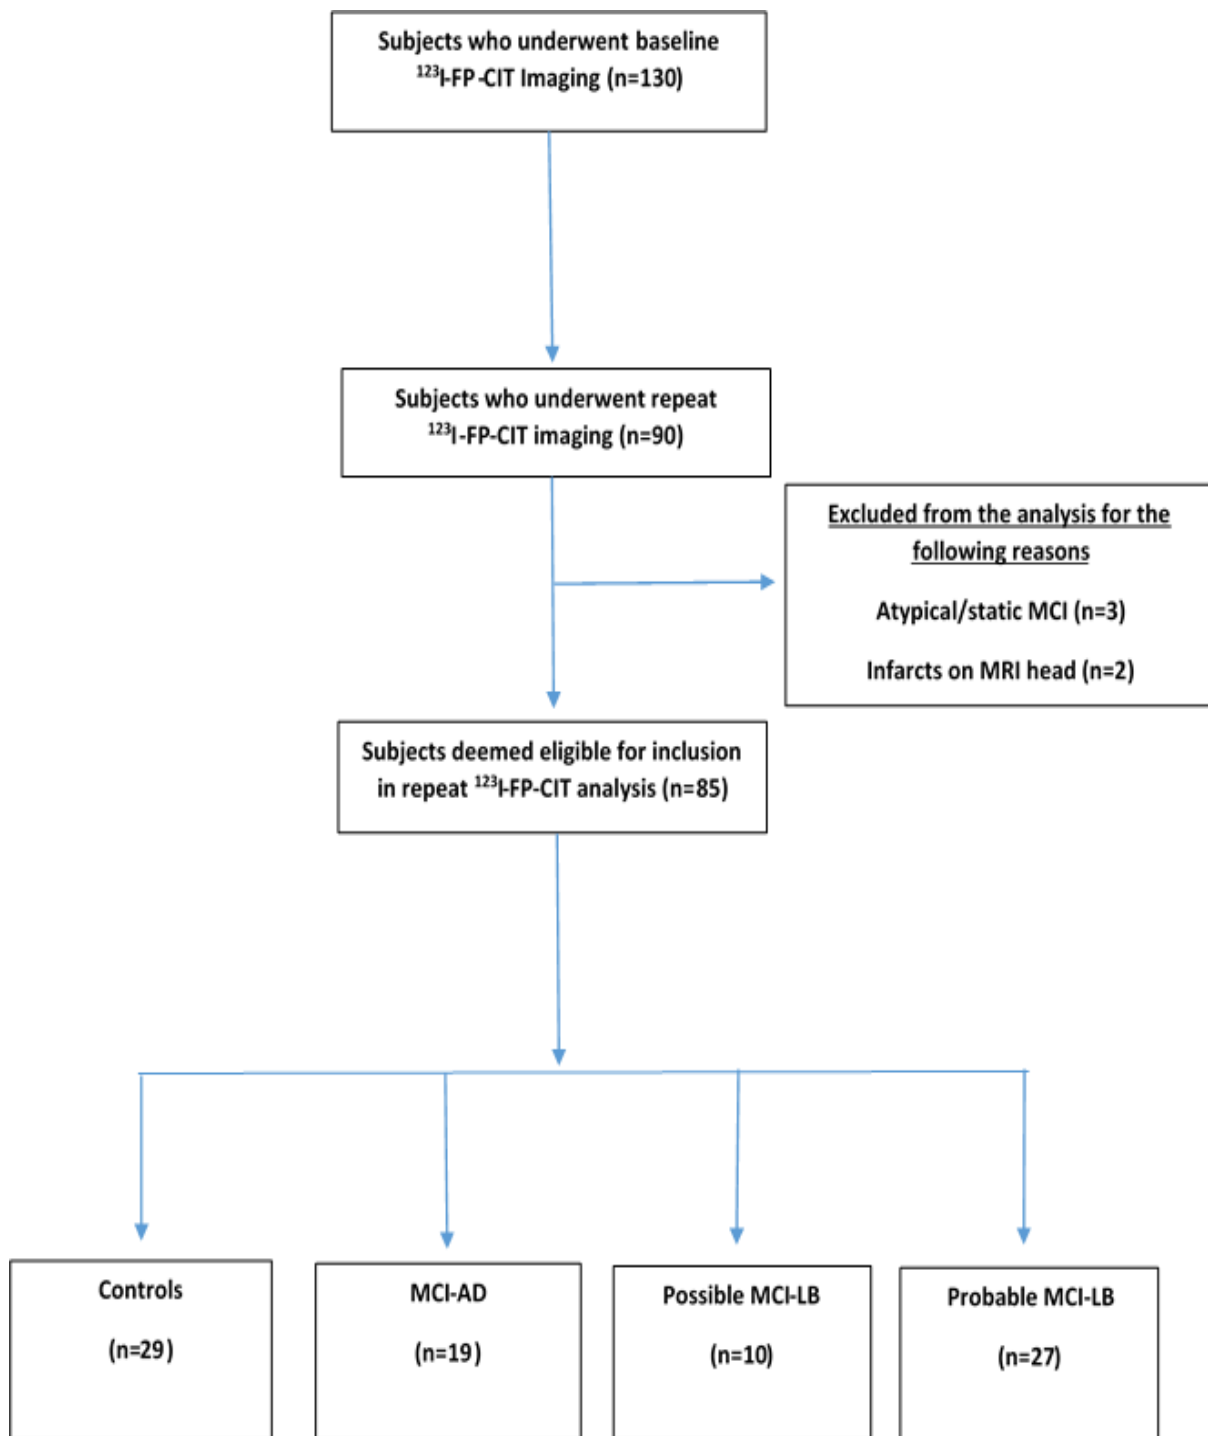 Subjects who underwent baseline
¹²³I-FP-CIT Imaging (n=130)
Subjects who underwent repeat
¹²³I-FP-CIT imaging (n=90)
Excluded from the analysis for the
following reasons
Atypical/static MCI (n=3)
Infarcts on MRI head (n=2)
Subjects deemed eligible for inclusion
in repeat ¹²³I-FP-CIT analysis (n=85)
Controls
(n=29)
MCI-AD
(n=19)
Possible MCI-LB
(n=10)
Probable MCI-LB
(n=27)